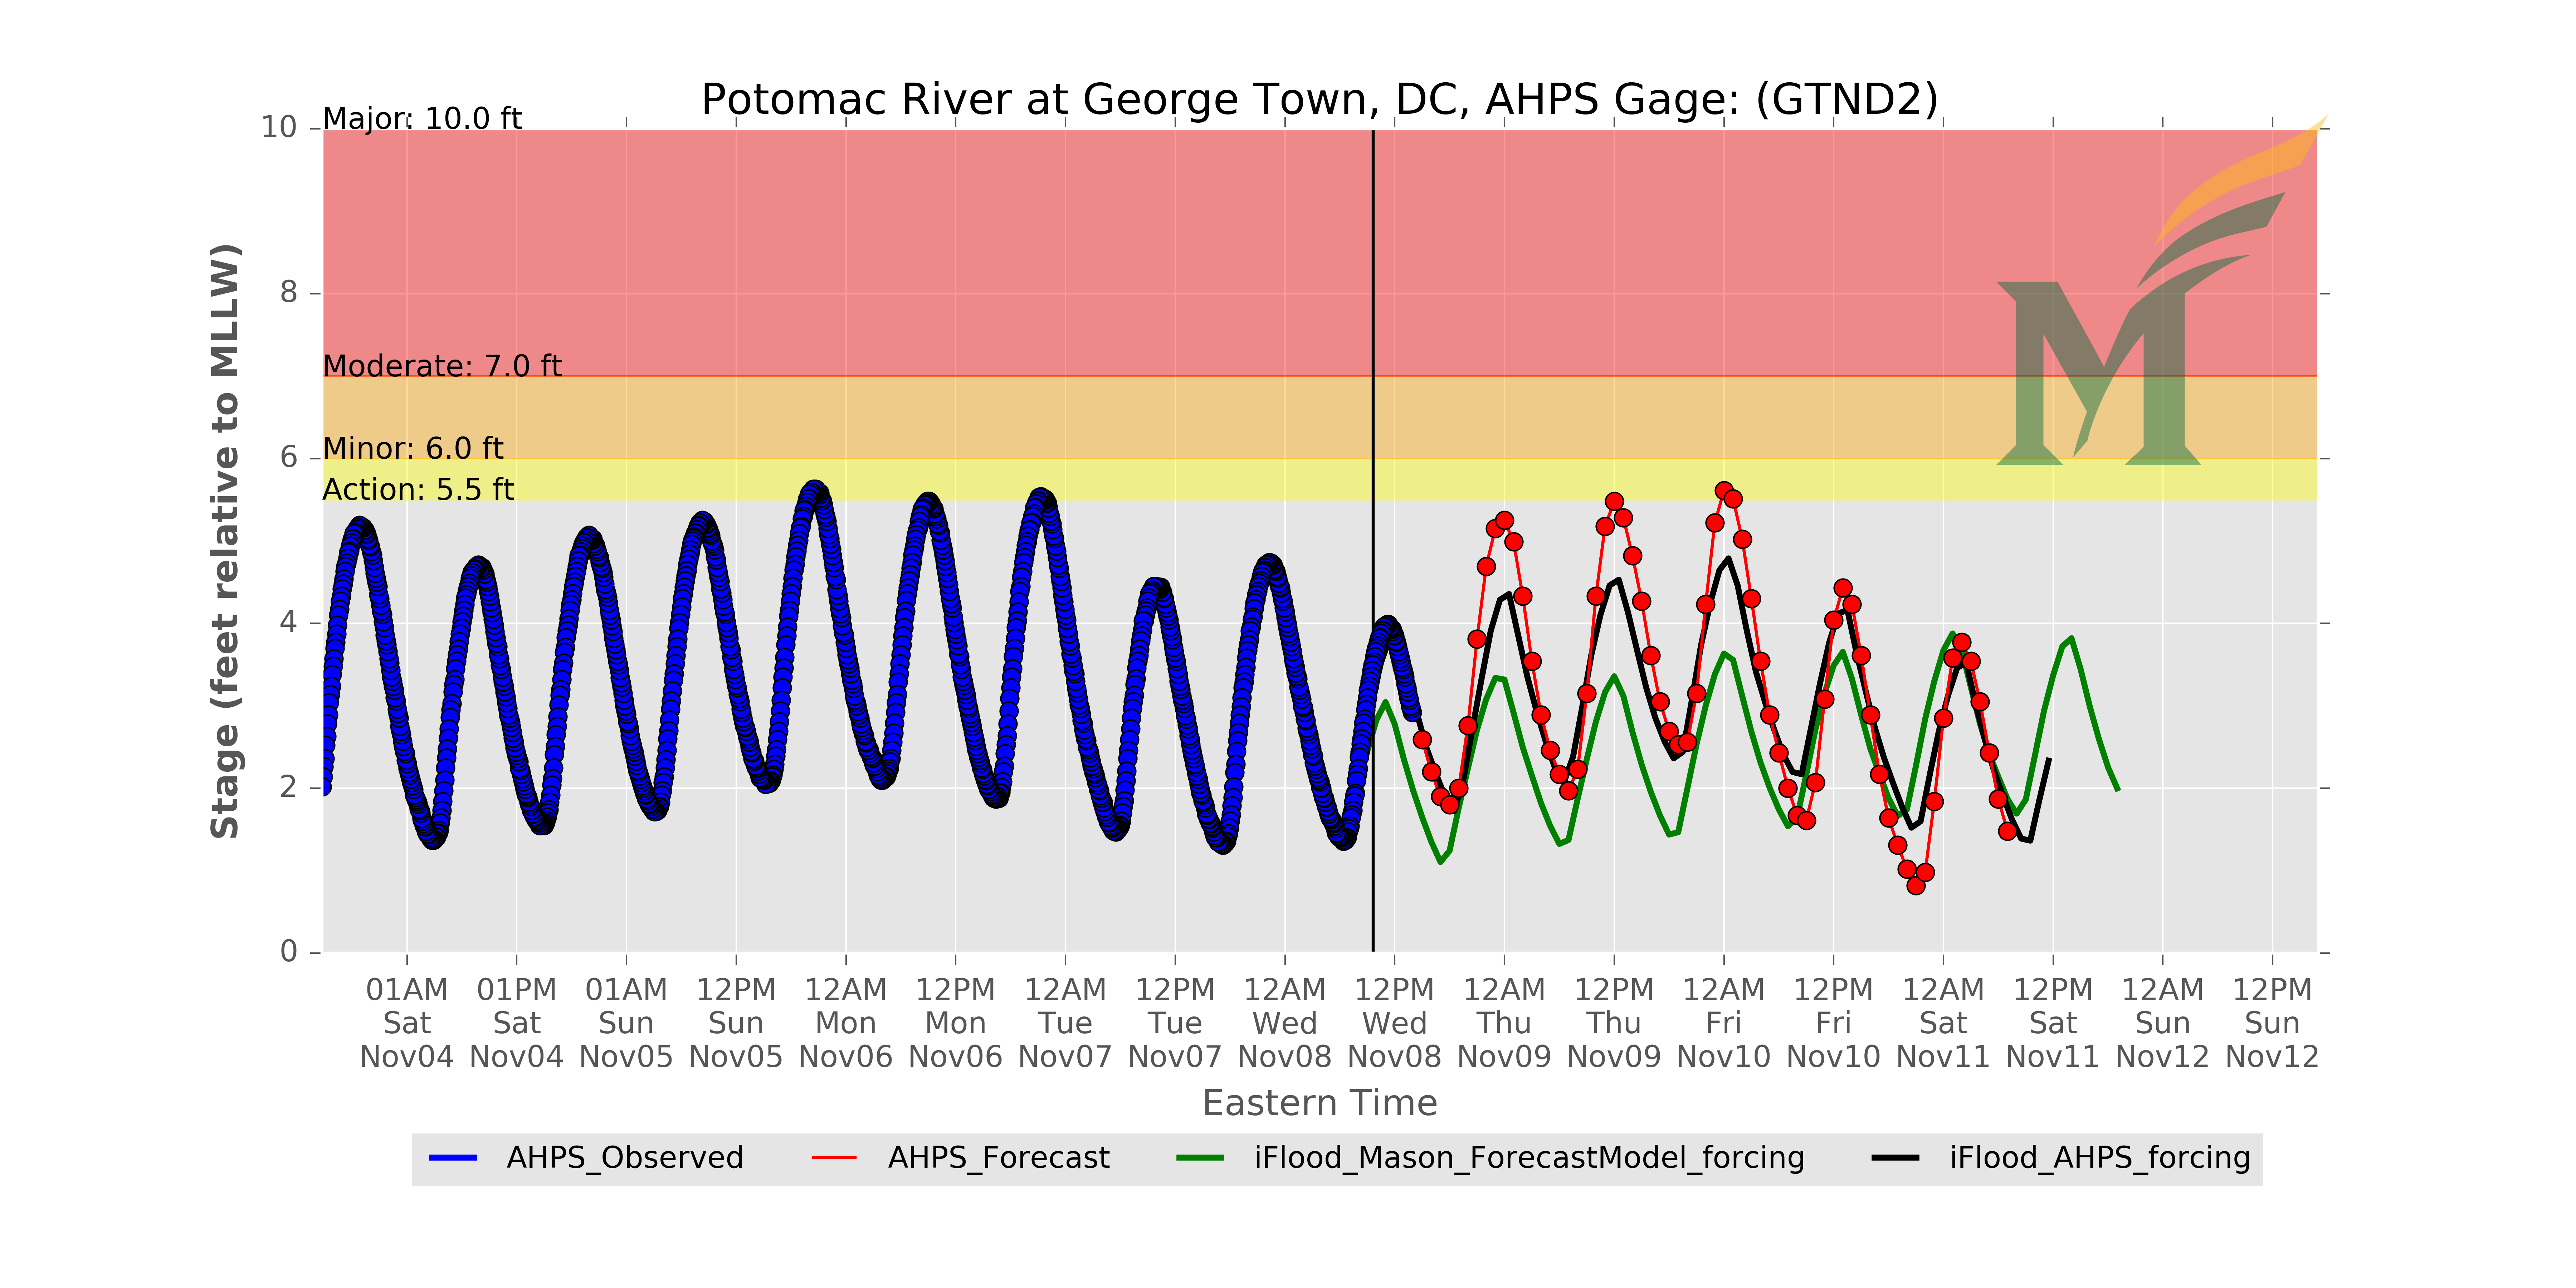 Potomac River at George Town, DC, AHPS Gage: (GTND2)
Major: 10.0 ft
Moderate: 7.0 ft
Minor: 6.0 ft
Action: 5.5 ft
10
8
6
4
2
0
Stage (feet relative to MLLW)
01AM 01PM 01AM 12PM 12AM 12PM 12AM 12PM 12AM 12PM 12AM 12PM 12AM 12PM 12AM 12PM 12AM 12PM
Sat Sat Sun Sun Mon Mon Tue Tue Wed Wed Thu Thu Fri Fri Sat Sat Sun Sun
Nov04 Nov04 Nov05 Nov05 Nov06 Nov06 Nov07 Nov07 Nov08 Nov08 Nov09 Nov09 Nov10 Nov10 Nov11 Nov11 Nov12 Nov12
Eastern Time
AHPS_Observed AHPS_Forecast iFlood_Mason_ForecastModel_forcing iFlood_AHPS_forcing
M